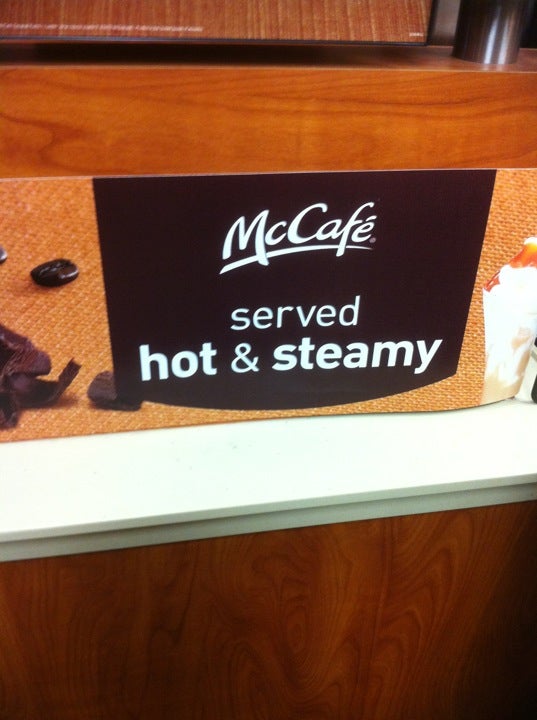 McCafé®
served
hot & steamy